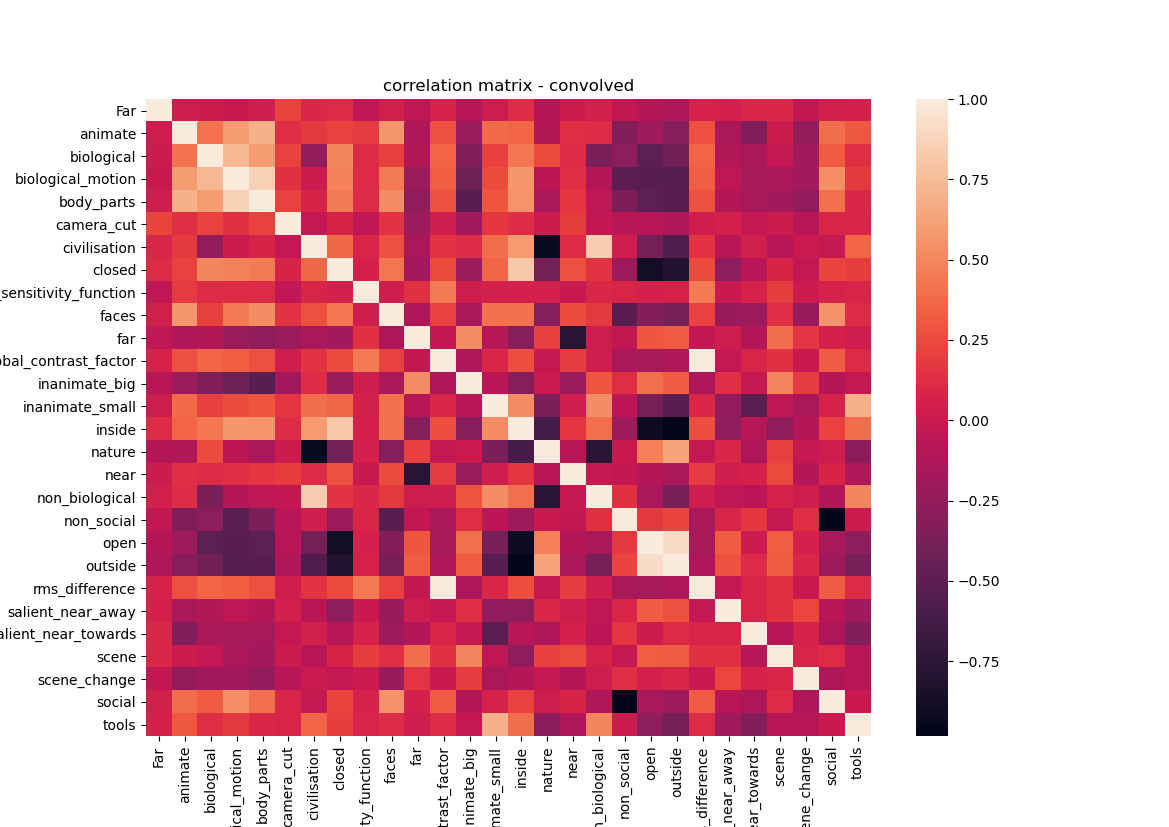 correlation matrix - convolved
Far
animate
biological
biological_motion
body_parts
camera_cut
civilisation
closed
_sensitivity_function
faces
far
obal_contrast_factor
inanimate_big
inanimate_small
inside
nature
near
non_biological
non_social
open
outside
rms_difference
salient_near_away
alient_near_towards
scene
scene_change
social
tools
1.00
0.75
0.50
0.25
0.00
−0.25
−0.50
−0.75
Far
animate
biological
ical_motion
body_parts
camera_cut
civilisation
closed
ty_function
faces
far
trast_factor
nimate_big
mate_small
inside
nature
near
n_biological
non_social
open
outside
_difference
_near_away
ear_towards
scene
ene_change
social
tools